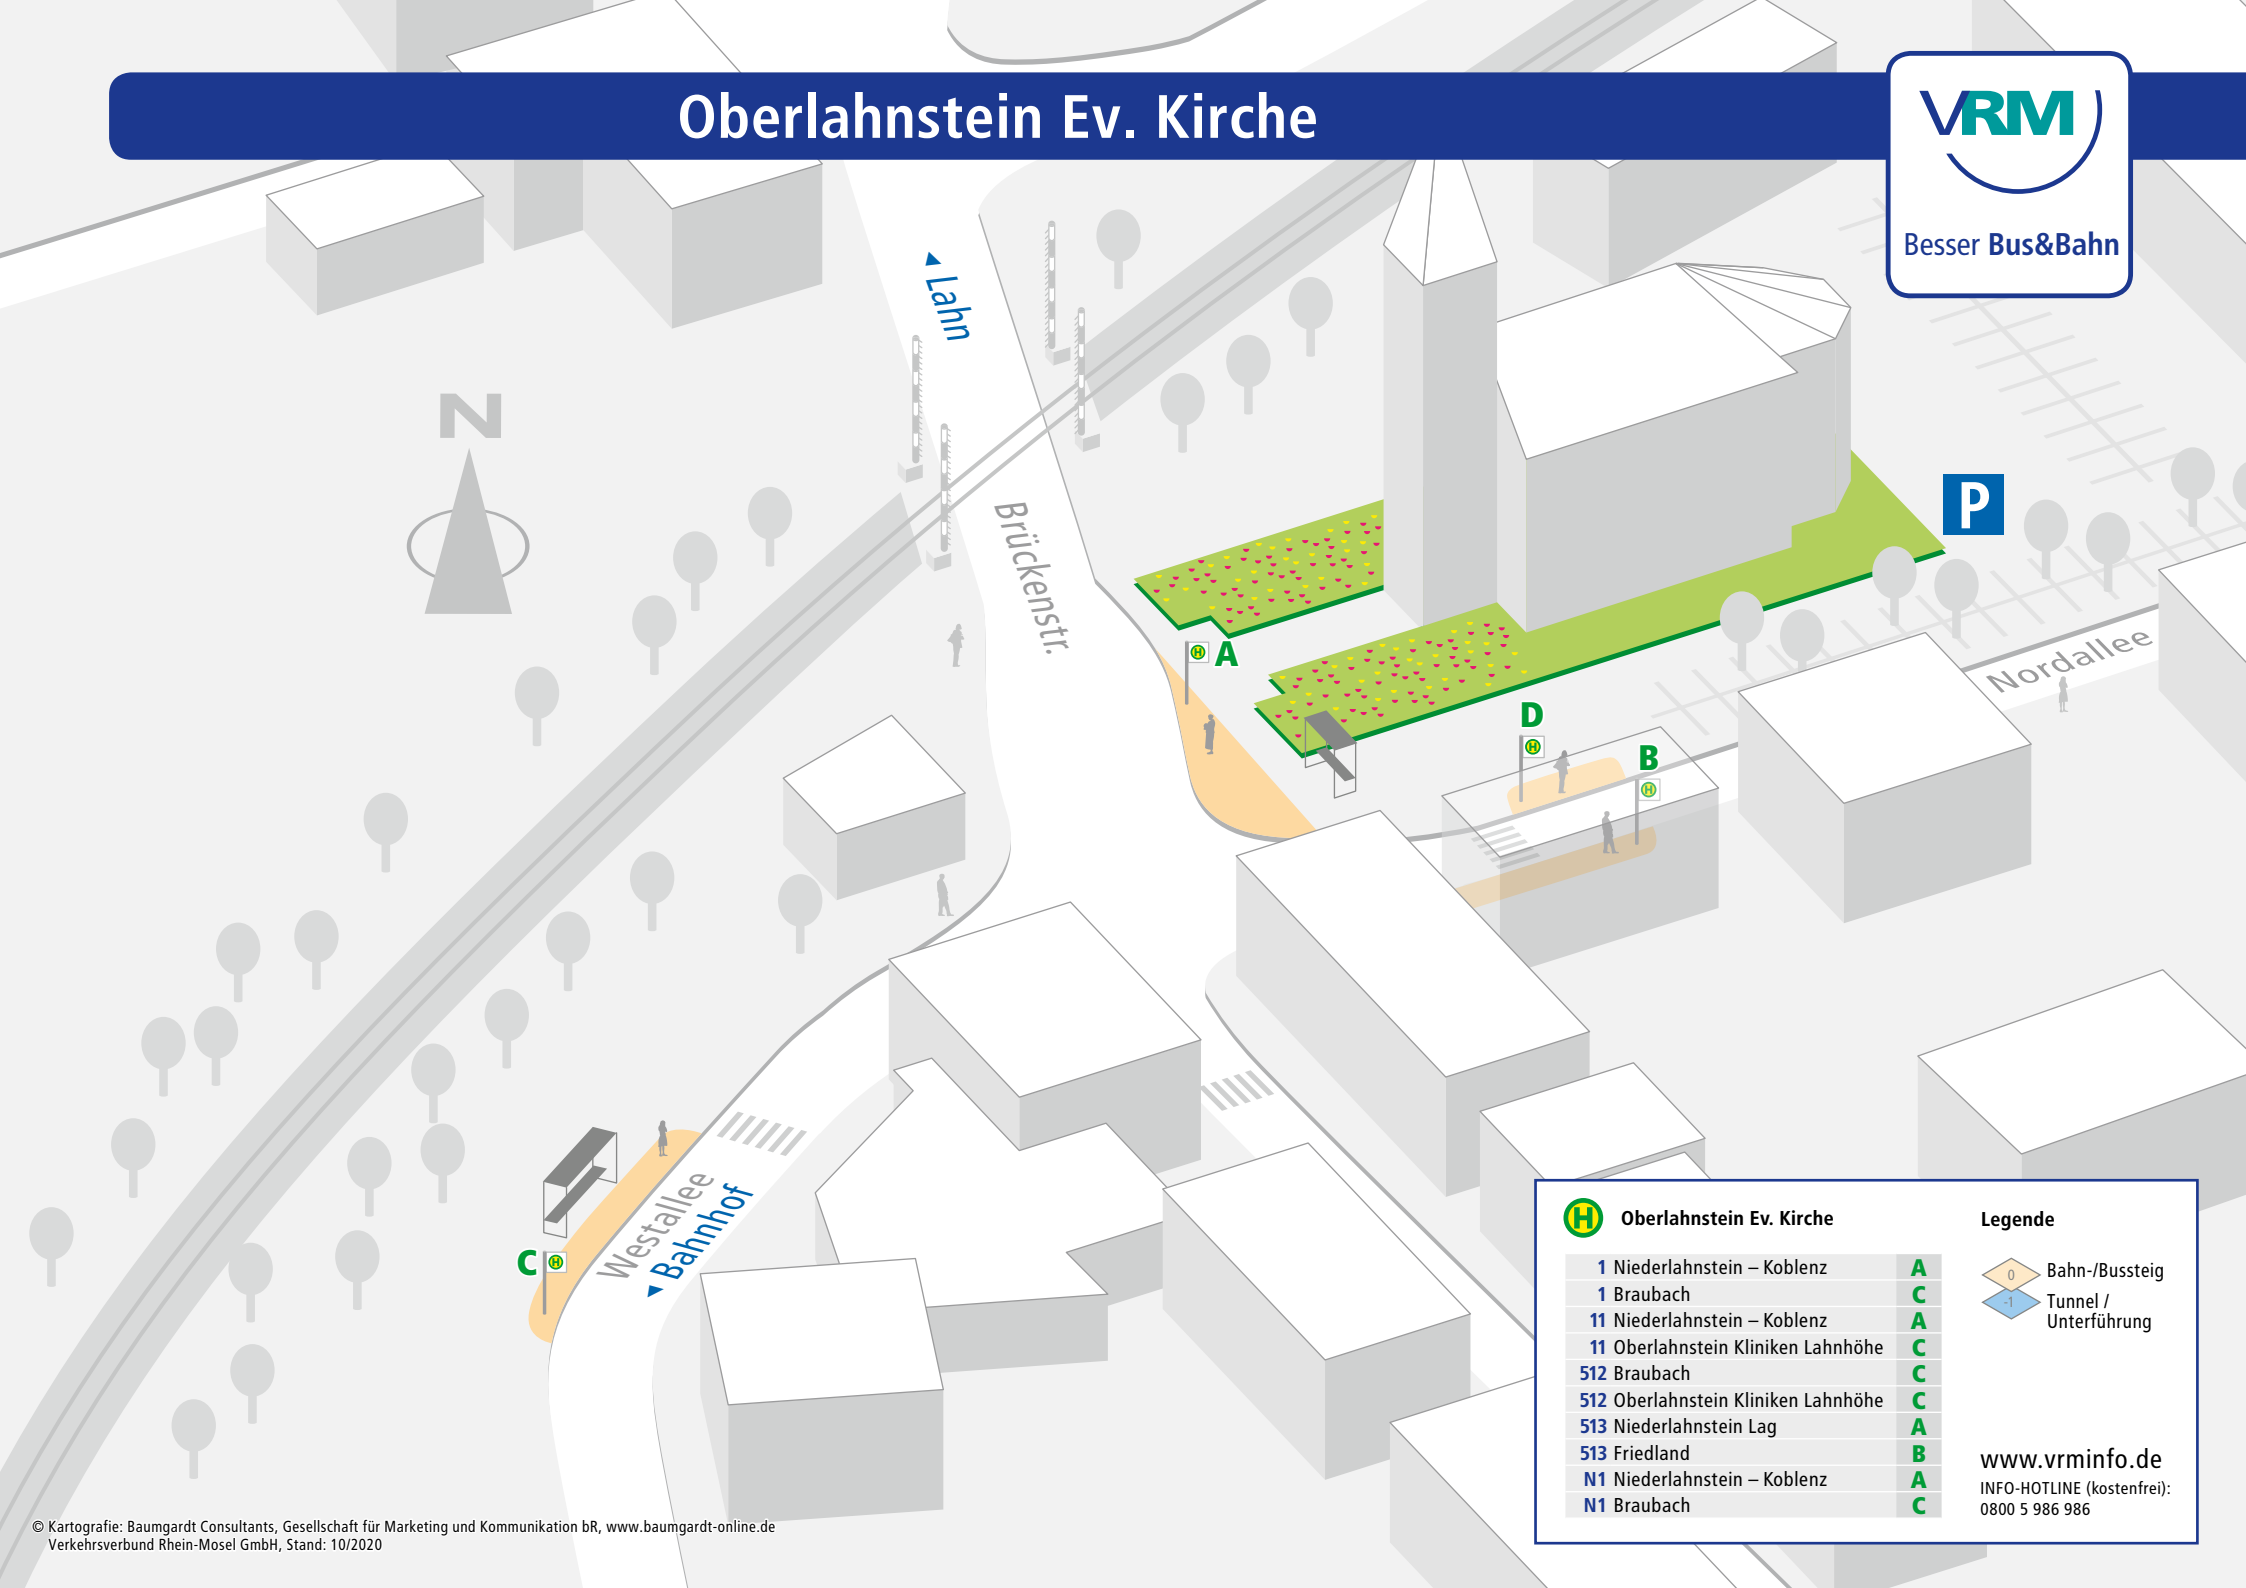 Oberlahnstein Ev. Kirche
VRM
Besser Bus&Bahn
Lahn
N
Brückenstr.
P
H A
Nordallee
D
H
B
H
Westallee
Bahnhof
C H
H Oberlahnstein Ev. Kirche
1 Niederlahnstein – Koblenz A
1 Braubach C
11 Niederlahnstein – Koblenz A
11 Oberlahnstein Kliniken Lahnhöhe C
512 Braubach C
512 Oberlahnstein Kliniken Lahnhöhe C
513 Niederlahnstein Lag A
513 Friedland B
N1 Niederlahnstein – Koblenz A
N1 Braubach C
Legende
0 Bahn-/Bussteig
-1 Tunnel /
Unterführung
www.vrminfo.de
INFO-HOTLINE (kostenfrei):
0800 5 986 986
© Kartografie: Baumgardt Consultants, Gesellschaft für Marketing und Kommunikation bR, www.baumgardt-online.de
Verkehrsverbund Rhein-Mosel GmbH, Stand: 10/2020